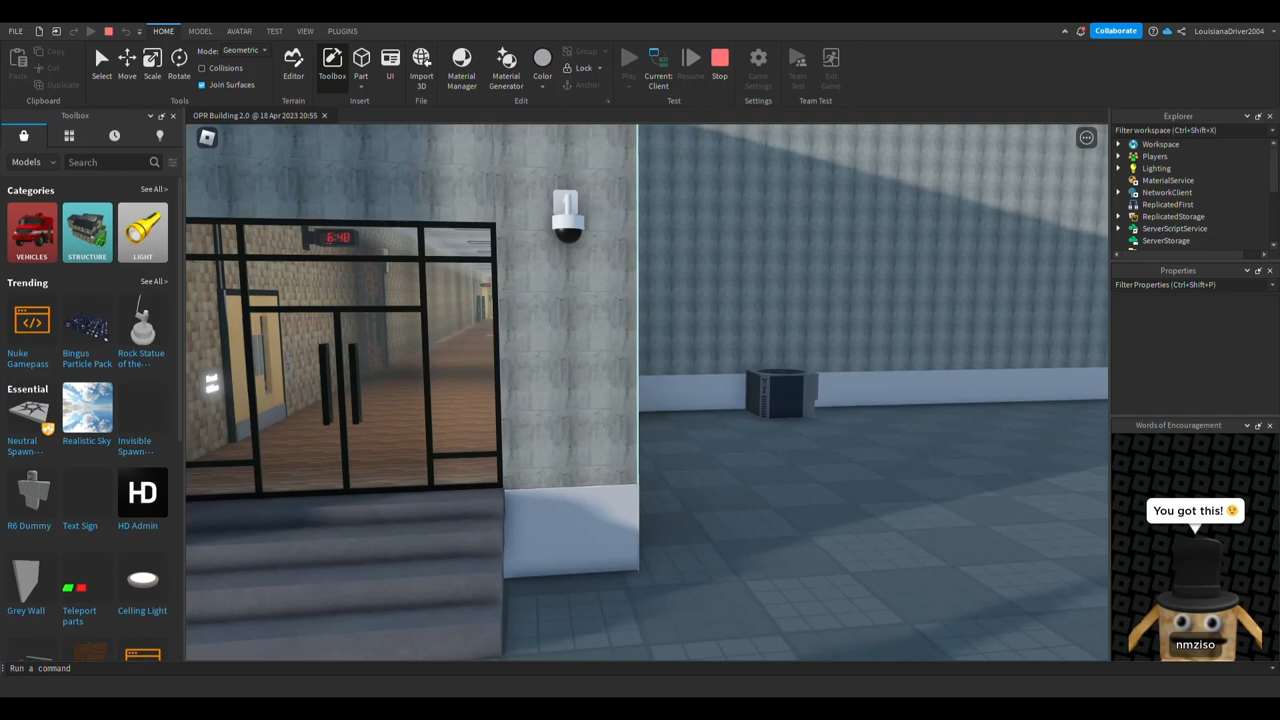 FILE HOME MODEL AVATAR TEST VIEW PLUGINS Collaborate LouisianaDriver2004
Paste Copy Cut Duplicate Select Move Scale Rotate Mode: Geometric Collisions Join Surfaces Editor Toolbox Part UI Import 3D Material Manager Material Generator Color Group Lock Anchor Play Current: Client Resume Stop Game Settings Team Test Exit Game
Clipboard Tools Terrain Insert File Edit Test Settings Team Test
Toolbox
OPR Building 2.0 @ 18 Apr 2023 20:55
Models Search
Categories See All >
VEHICLES STRUCTURE LIGHT
Trending See All >
Nuke Gamepass
Bingus Particle Pack
Rock Statue of the...
Essential See All >
Neutral Spawn...
Realistic Sky
Invisible Spawn...
HD
R6 Dummy
Text Sign
HD Admin
Grey Wall
Teleport parts
Celling Light
6:40
Explorer
Filter workspace (Ctrl+Shift+X)
Workspace
Players
Lighting
MaterialService
NetworkClient
ReplicatedFirst
ReplicatedStorage
ServerScriptService
ServerStorage
Properties
Filter Properties (Ctrl+Shift+P)
Words of Encouragement
You got this! 😉
nmziso
Run a command